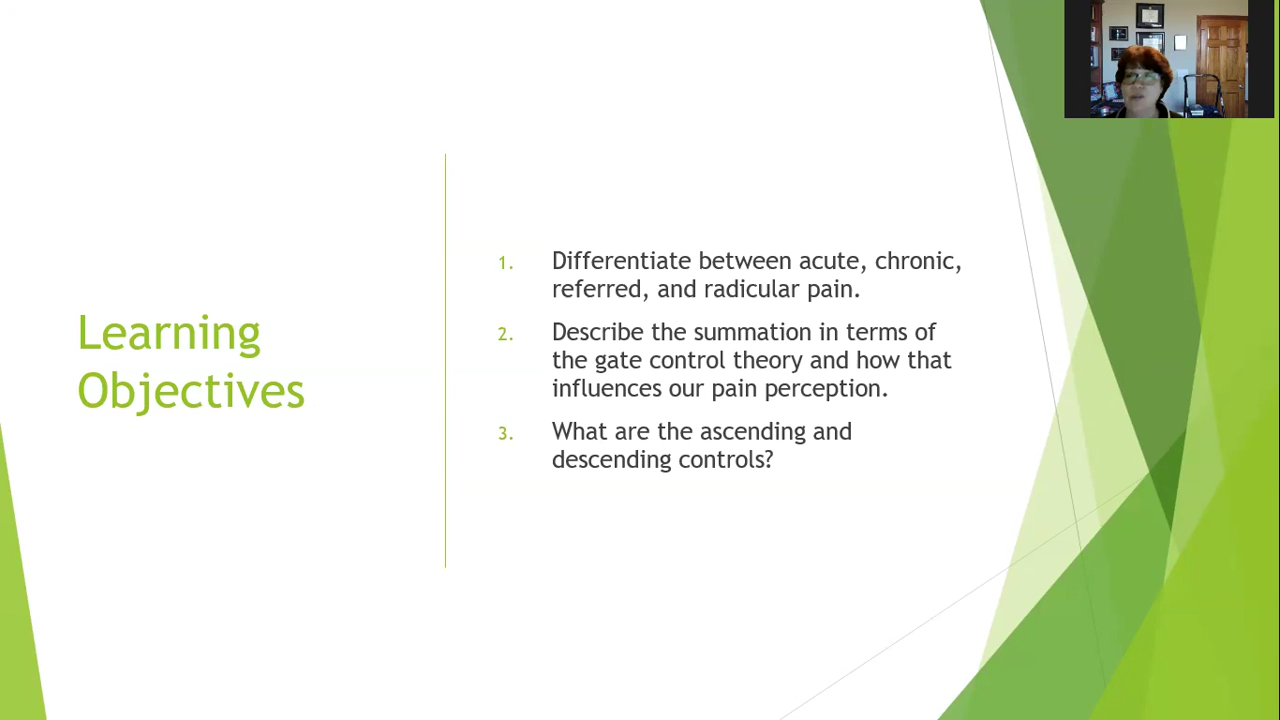 Learning
Objectives
1. Differentiate between acute, chronic,
referred, and radicular pain.
2. Describe the summation in terms of
the gate control theory and how that
influences our pain perception.
3. What are the ascending and
descending controls?